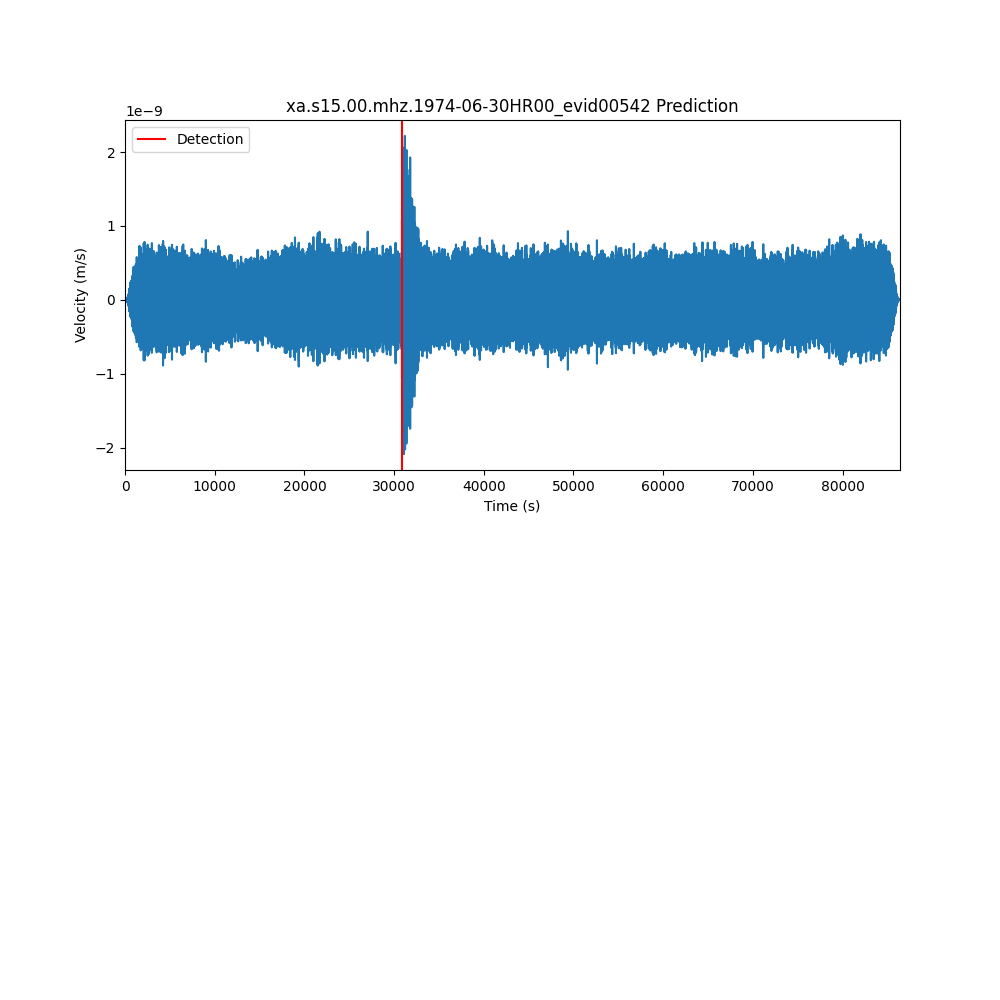 xa.s15.00.mhz.1974-06-30HR00_evid00542 Prediction
1e−9
Detection
2
1
0
−1
−2
Velocity (m/s)
0 10000 20000 30000 40000 50000 60000 70000 80000
Time (s)